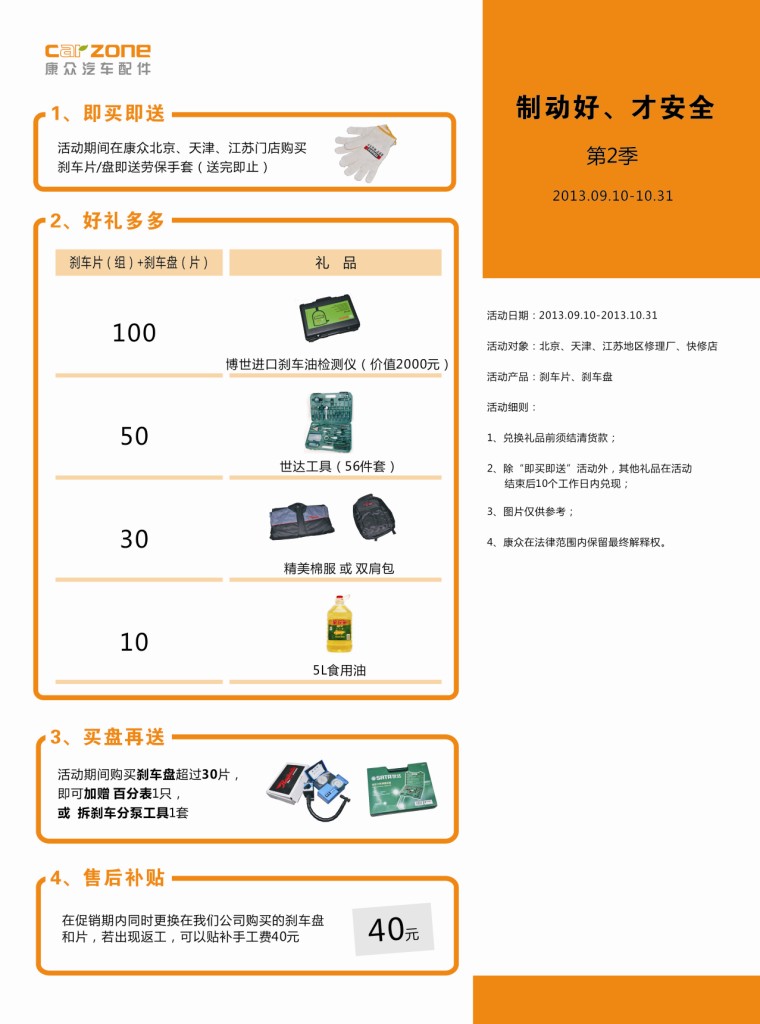 carzone
康众汽车配件
1、即买即送
活动期间在康众北京、天津、江苏门店购买
刹车片/盘即送劳保手套（送完即止）
2、好礼多多
刹车片（组）+刹车盘（片）
礼 品
100
博世进口刹车油检测仪（价值2000元）
50
世达工具（56件套）
30
精美棉服 或 双肩包
10
5L食用油
3、买盘再送
活动期间购买刹车盘超过30片，
即可加赠 百分表1只，
或 拆刹车分泵工具1套
SATA世达
4、售后补贴
在促销期内同时更换在我们公司购买的刹车盘
和片，若出现返工，可以贴补手工费40元
40元
制动好、才安全
第2季
2013.09.10-10.31
活动日期：2013.09.10-2013.10.31
活动对象：北京、天津、江苏地区修理厂、快修店
活动产品：刹车片、刹车盘
活动细则：
1、兑换礼品前须结清货款；
2、除“即买即送”活动外，其他礼品在活动
结束后10个工作日内兑现；
3、图片仅供参考；
4、康众在法律范围内保留最终解释权。